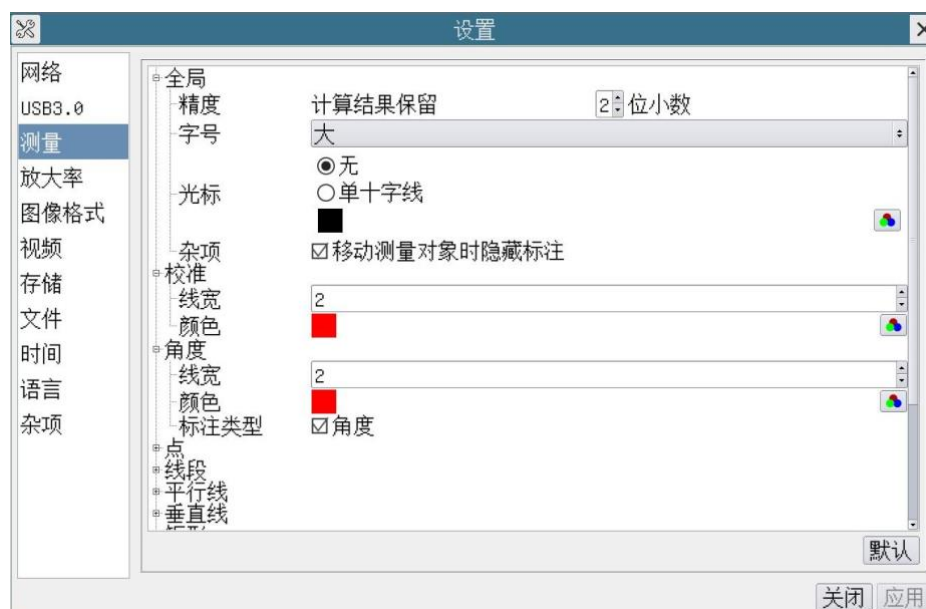 设置
网络
USB3.0
测量
放大率
图像格式
视频
存储
文件
时间
语言
杂项
全局
精度 计算结果保留 2 位小数
字号 大
无
光标 单十字线
杂项 移动测量对象时隐藏标注
校准
线宽 2
颜色
角度
线宽 2
颜色
标注类型 角度
点
线段
平行线
垂直线
默认
关闭 应用